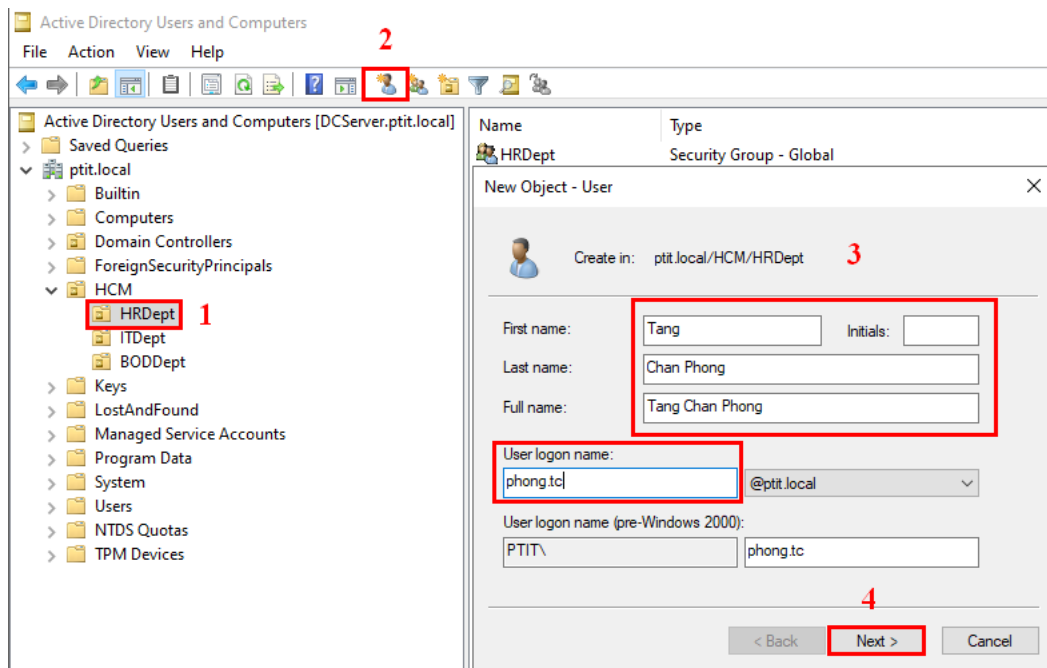 Active Directory Users and Computers
File Action View Help
2
Active Directory Users and Computers [DCServer.ptit.local]
Saved Queries
ptit.local
Builtin
Computers
Domain Controllers
ForeignSecurityPrincipals
HCM
HRDept 1
ITDept
BODDept
Keys
LostAndFound
Managed Service Accounts
Program Data
System
Users
NTDS Quotas
TPM Devices
Name Type
HRDept Security Group - Global
New Object - User
Create in: ptit.local/HCM/HRDept 3
First name: Tang Initials:
Last name: Chan Phong
Full name: Tang Chan Phong
User logon name:
phong.tc @ptit.local
User logon name (pre-Windows 2000):
PTIT\ phong.tc
4
< Back Next > Cancel